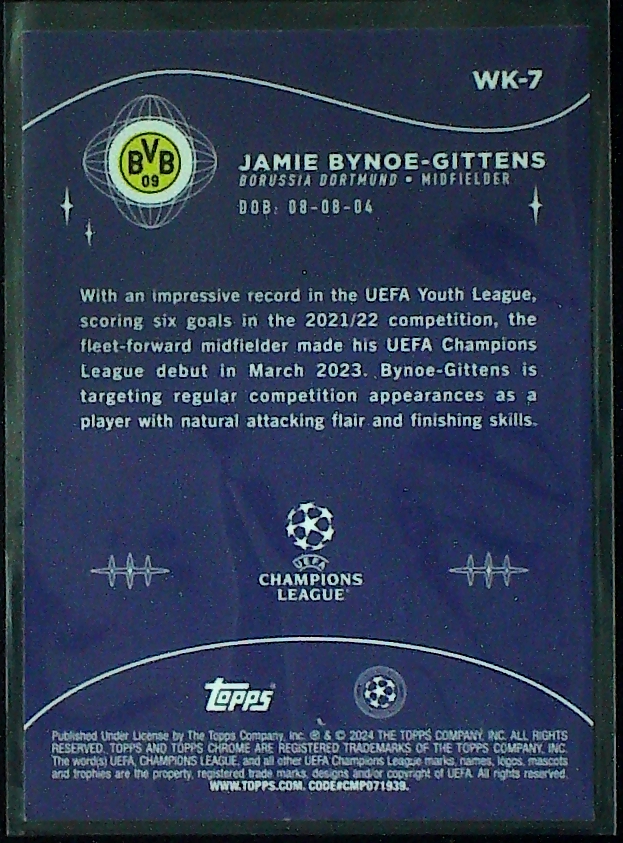 WK-7
BVB
09
JAMIE BYNOE-GITTENS
BORUSSIA DORTMUND • MIDFIELDER
DOB: 08-08-04
With an impressive record in the UEFA Youth League,
scoring six goals in the 2021/22 competition, the
fleet-forward midfielder made his UEFA Champions
League debut in March 2023. Bynoe-Gittens is
targeting regular competition appearances as a
player with natural attacking flair and finishing skills.
UEFA
CHAMPIONS
LEAGUE
topps
Published Under License by The Topps Company, Inc. ® & © 2024 THE TOPPS COMPANY, INC. ALL RIGHTS
RESERVED. TOPPS AND TOPPS CHROME ARE REGISTERED TRADEMARKS OF THE TOPPS COMPANY, INC.
The word(s) UEFA, CHAMPIONS LEAGUE, and all other UEFA Champions League marks, names, logos, mascots
and trophies are the property, registered trade marks, designs and/or copyright of UEFA. All rights reserved.
WWW.TOPPS.COM. CODE#CMP071939.